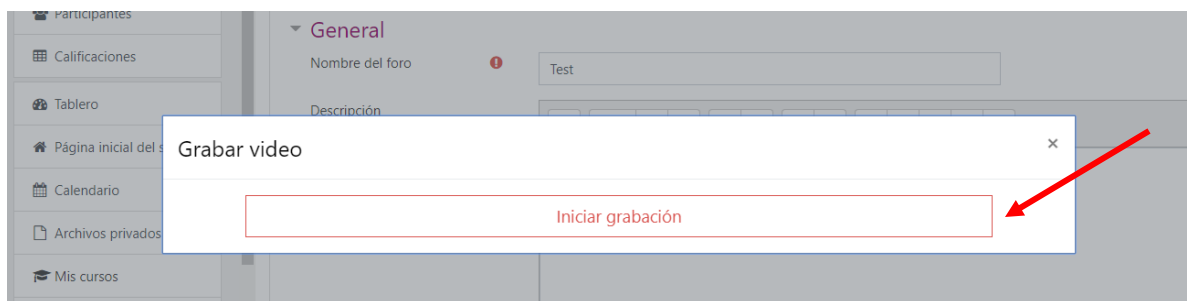 Participantes
Calificaciones
Tablero
Página inicial del s
Calendario
Archivos privados
Mis cursos
General
Nombre del foro
Test
Descripción
Grabar video
×
Iniciar grabación